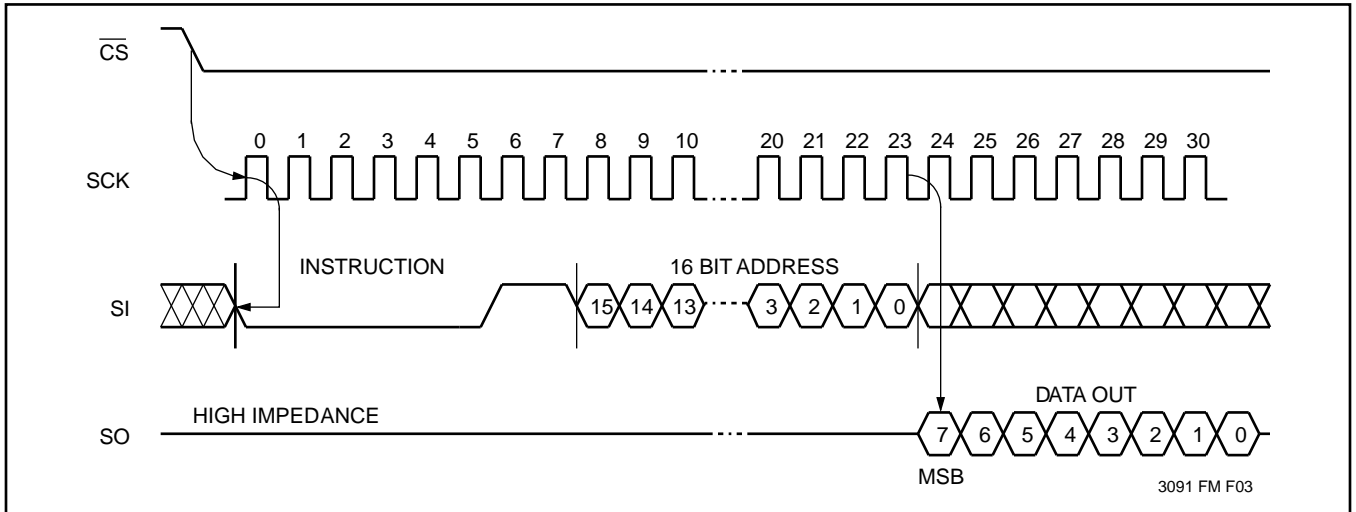 CS
0 1 2 3 4 5 6 7 8 9 10 20 21 22 23 24 25 26 27 28 29 30
SCK
INSTRUCTION 16 BIT ADDRESS
SI 15 14 13 3 2 1 0
HIGH IMPEDANCE DATA OUT
SO 7 6 5 4 3 2 1 0
MSB
3091 FM F03